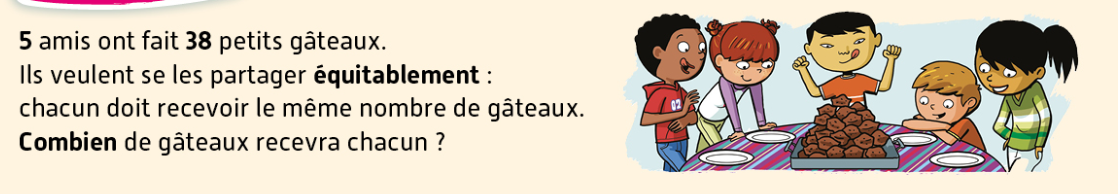 5 amis ont fait 38 petits gâteaux.
Ils veulent se les partager équitablement :
chacun doit recevoir le même nombre de gâteaux.
Combien de gâteaux recevra chacun ?
02